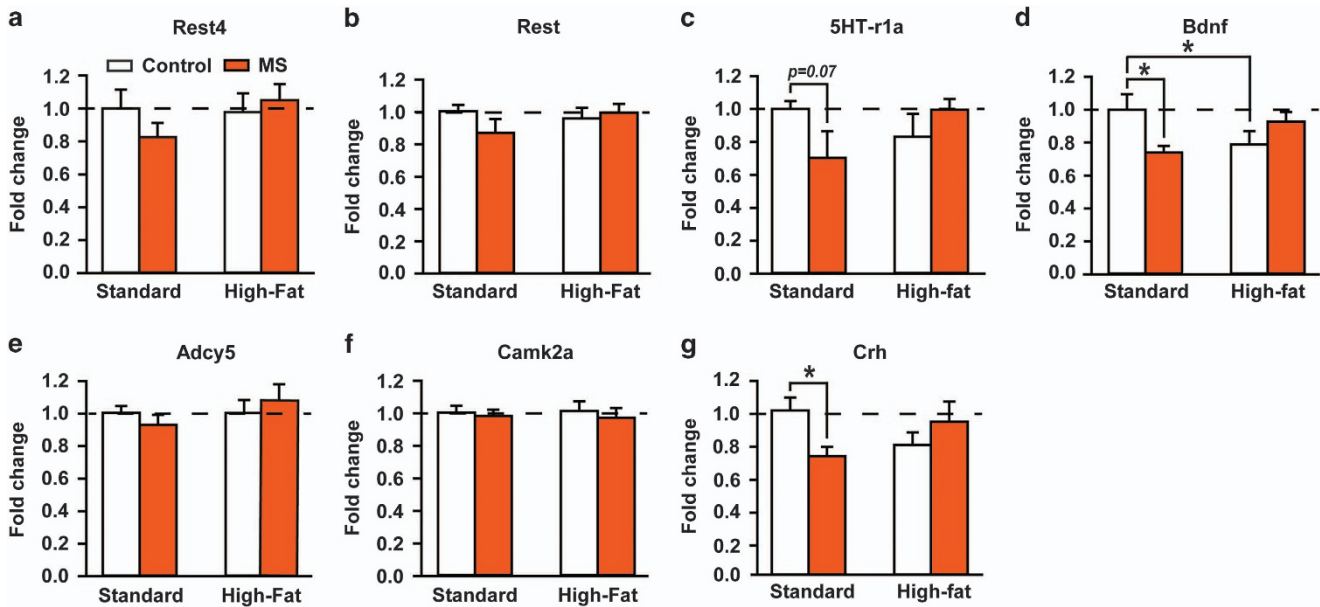 a
Rest4
Control MS
Fold change
1.2
1.0
0.8
0.6
0.4
0.2
0.0
Standard High-Fat
b
Rest
Fold change
1.2
1.0
0.8
0.6
0.4
0.2
0.0
Standard High-Fat
c
5HT-r1a
p=0.07
Fold change
1.2
1.0
0.8
0.6
0.4
0.2
0.0
Standard High-fat
d
Bdnf
*
*
Fold change
1.2
1.0
0.8
0.6
0.4
0.2
0.0
Standard High-fat
e
Adcy5
Fold change
1.2
1.0
0.8
0.6
0.4
0.2
0.0
Standard High-Fat
f
Camk2a
Fold change
1.2
1.0
0.8
0.6
0.4
0.2
0.0
Standard High-Fat
g
Crh
*
Fold change
1.2
1.0
0.8
0.6
0.4
0.2
0.0
Standard High-fat